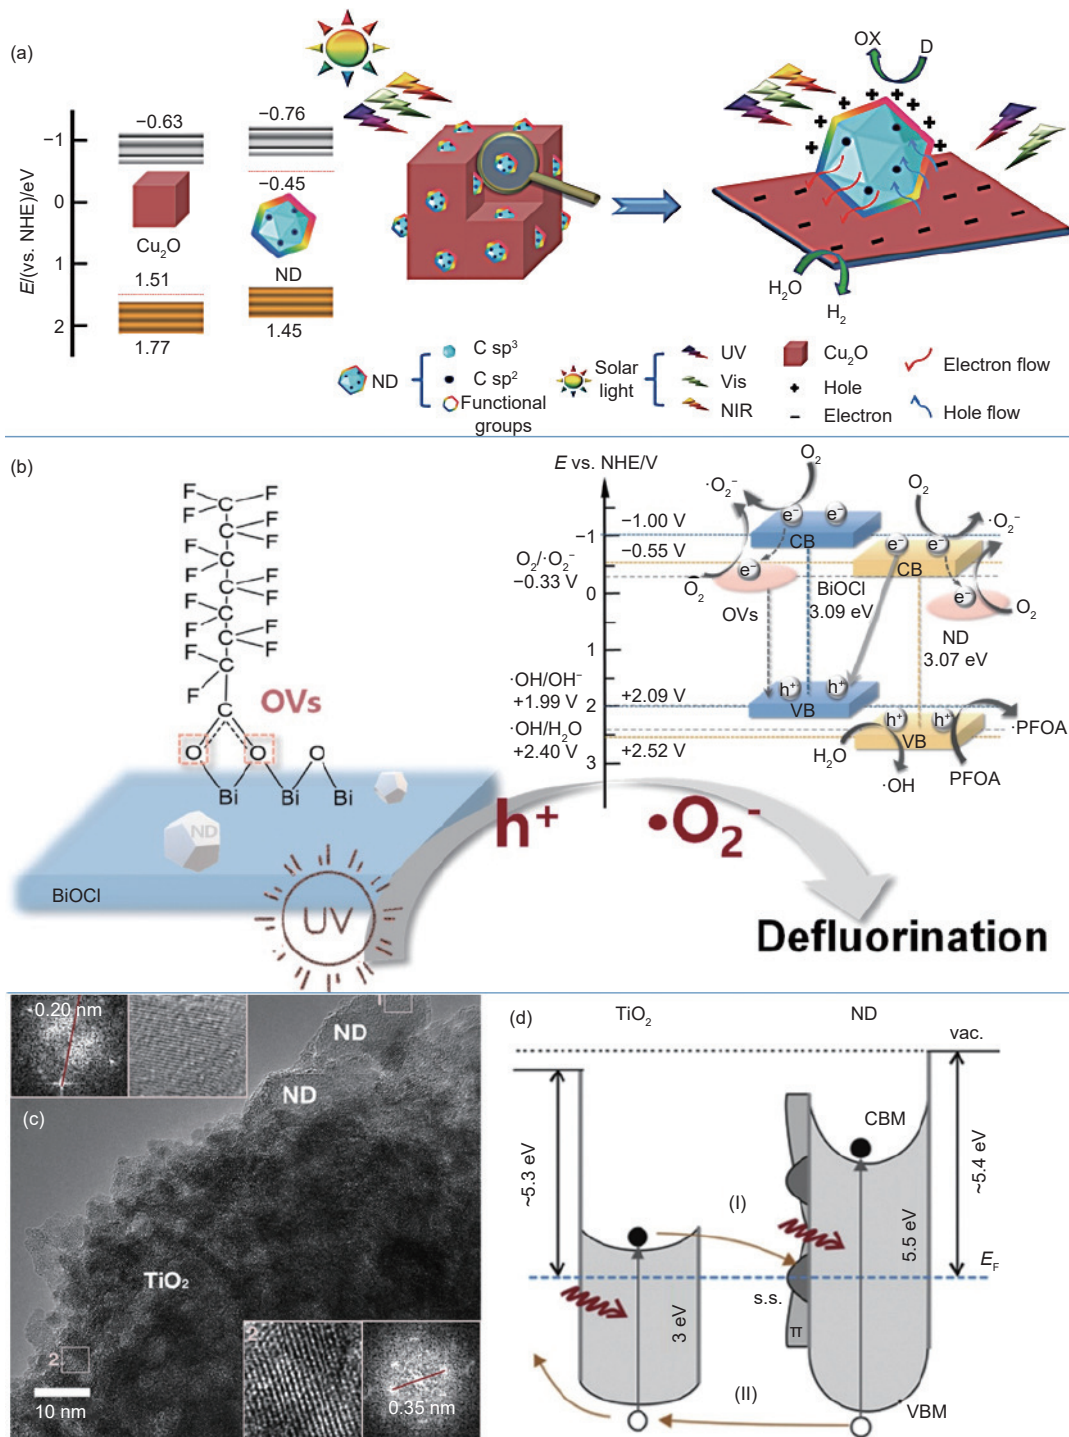 (a)
E/(vs. NHE)/eV
−1
0
1
2
−0.63
−0.76
−0.45
Cu₂O
ND
1.51
1.77
1.45
OX
D
H₂O
H₂
ND
C sp³
C sp²
Functional
groups
Solar
light
UV
Vis
NIR
Cu₂O
Hole
Electron
Electron flow
Hole flow
(b)
F
F
C
F
F
C
F
F
C
F
F
C
F
F
C
F
F
C
F
F
C
F
C
OVs
O
O
O
Bi
Bi
Bi
ND
BiOCl
UV
h⁺
•O₂⁻
Defluorination
E vs. NHE/V
−1
0
1
2
3
−1.00 V
−0.55 V
O₂/·O₂⁻
−0.33 V
·OH/OH⁻
+1.99 V
·OH/H₂O
+2.40 V
+2.09 V
+2.52 V
·O₂⁻
O₂
O₂
·O₂⁻
O₂
O₂
e⁻
e⁻
e⁻
e⁻
e⁻
e⁻
CB
CB
OVs
BiOCl
3.09 eV
ND
3.07 eV
h⁺
h⁺
VB
h⁺
h⁺
VB
H₂O
·OH
PFOA
·PFOA
(c)
0.20 nm
ND
ND
TiO₂
2
10 nm
2
0.35 nm
(d)
TiO₂
ND
vac.
CBM
~5.3 eV
~5.4 eV
(I)
5.5 eV
E_F
s.s.
3 eV
π
(II)
VBM